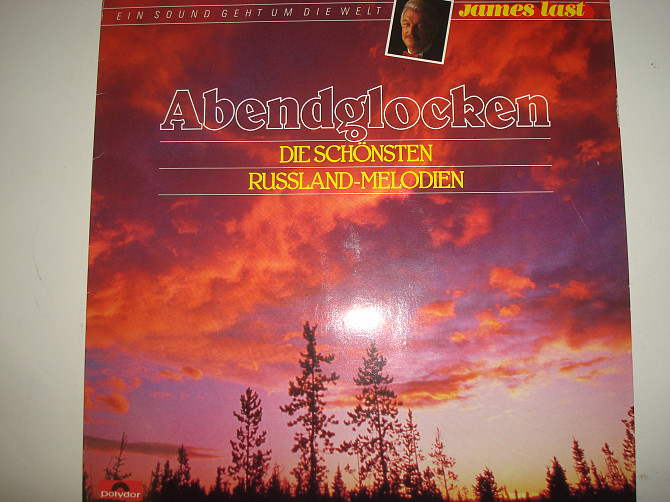 EIN SOUND GEHT UM DIE WELT
James Last
Abendglocken
DIE SCHÖNSTEN
RUSSLAND-MELODIEN
polydor